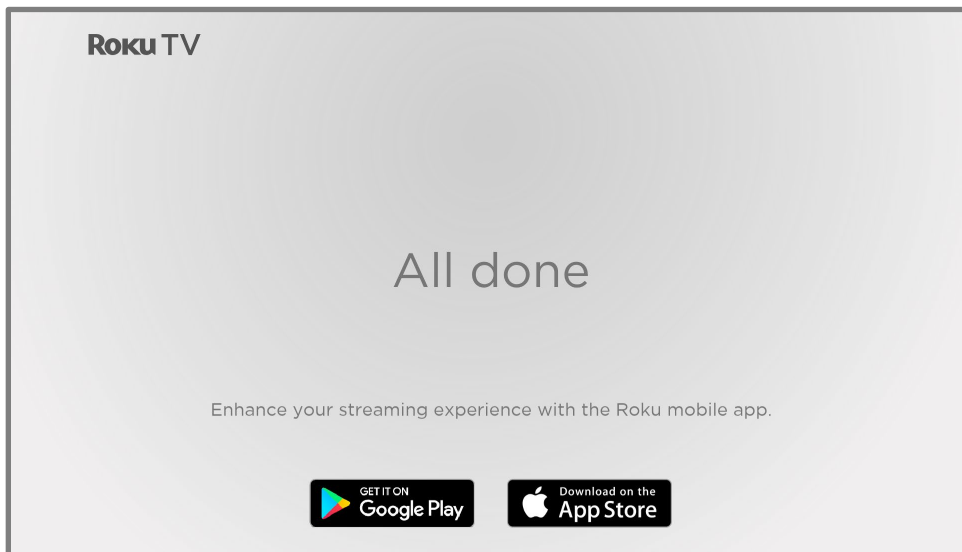 Roku TV
All done
Enhance your streaming experience with the Roku mobile app.
GET IT ON
Google Play
Download on the
App Store